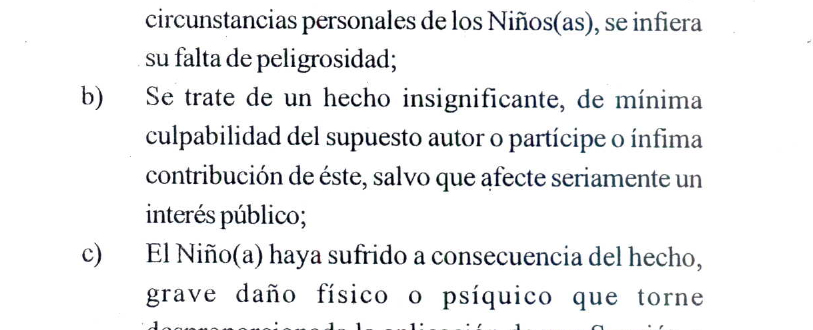 circunstancias personales de los Niños(as), se infiera
su falta de peligrosidad;
b) Se trate de un hecho insignificante, de mínima
culpabilidad del supuesto autor o partícipe o ínfima
contribución de éste, salvo que afecte seriamente un
interés público;
c) El Niño(a) haya sufrido a consecuencia del hecho,
grave daño físico o psíquico que torne